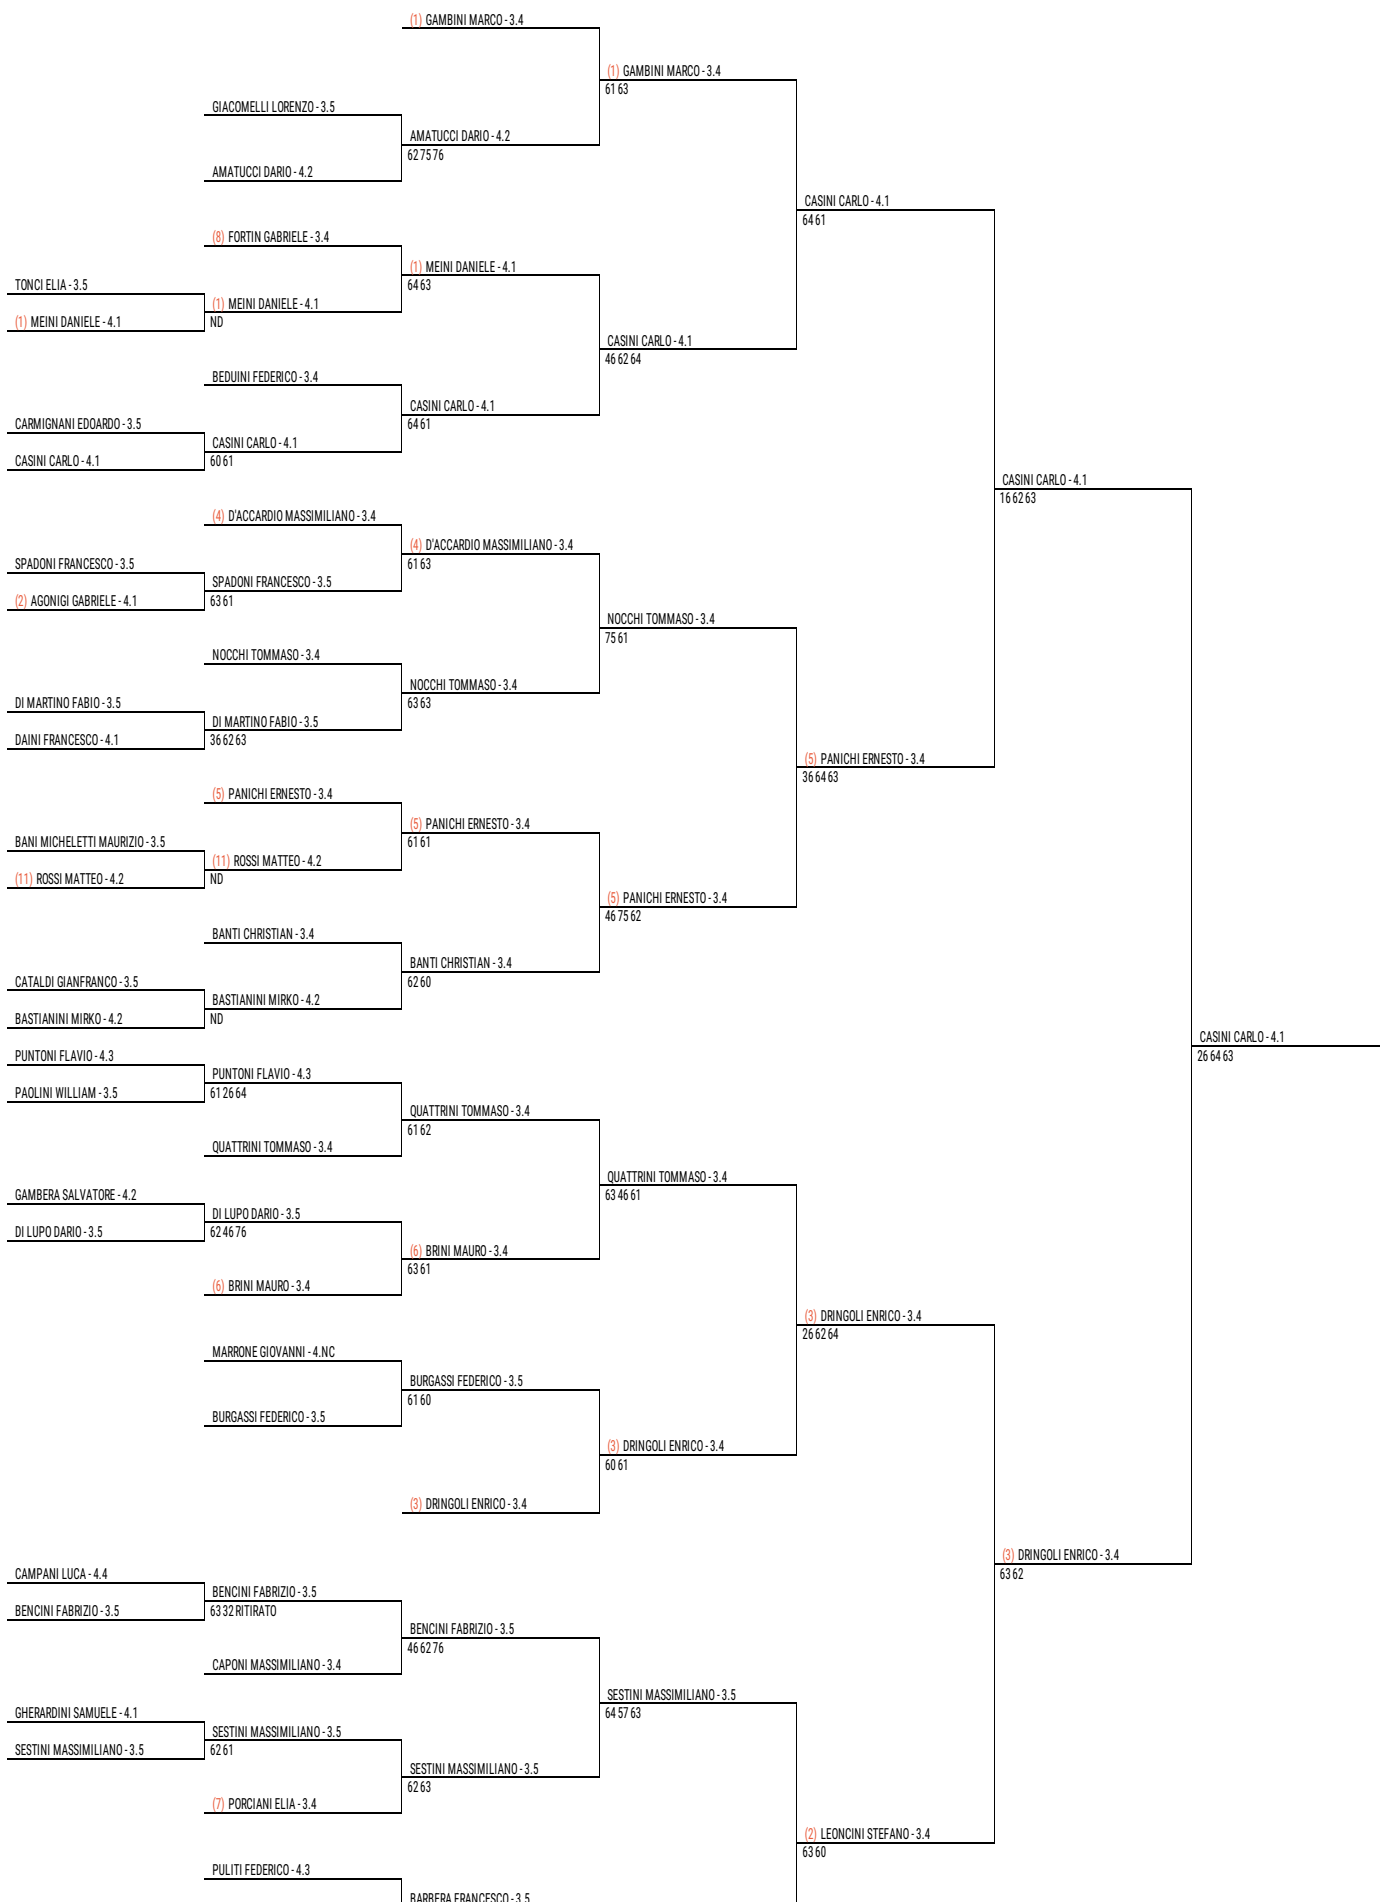 (1) GAMBINI MARCO - 3.4
(1) GAMBINI MARCO - 3.4
61 63
GIACOMELLI LORENZO - 3.5
AMATUCCI DARIO - 4.2
62 75 76
AMATUCCI DARIO - 4.2
CASINI CARLO - 4.1
64 61
(8) FORTIN GABRIELE - 3.4
(1) MEINI DANIELE - 4.1
64 63
TONCI ELIA - 3.5
(1) MEINI DANIELE - 4.1
ND
(1) MEINI DANIELE - 4.1
CASINI CARLO - 4.1
46 62 64
BEDUINI FEDERICO - 3.4
CASINI CARLO - 4.1
64 61
CARMIGNANI EDOARDO - 3.5
CASINI CARLO - 4.1
60 61
CASINI CARLO - 4.1
CASINI CARLO - 4.1
16 62 63
(4) D'ACCARDIO MASSIMILIANO - 3.4
(4) D'ACCARDIO MASSIMILIANO - 3.4
61 63
SPADONI FRANCESCO - 3.5
SPADONI FRANCESCO - 3.5
63 61
(2) AGONIGI GABRIELE - 4.1
NOCCHI TOMMASO - 3.4
75 61
NOCCHI TOMMASO - 3.4
NOCCHI TOMMASO - 3.4
63 63
DI MARTINO FABIO - 3.5
DI MARTINO FABIO - 3.5
36 62 63
DAINI FRANCESCO - 4.1
(5) PANICHI ERNESTO - 3.4
36 64 63
(5) PANICHI ERNESTO - 3.4
(5) PANICHI ERNESTO - 3.4
61 61
BANI MICHELETTI MAURIZIO - 3.5
(11) ROSSI MATTEO - 4.2
ND
(11) ROSSI MATTEO - 4.2
(5) PANICHI ERNESTO - 3.4
46 75 62
BANTI CHRISTIAN - 3.4
BANTI CHRISTIAN - 3.4
62 60
CATALDI GIANFRANCO - 3.5
BASTIANINI MIRKO - 4.2
ND
BASTIANINI MIRKO - 4.2
CASINI CARLO - 4.1
26 64 63
PUNTONI FLAVIO - 4.3
PUNTONI FLAVIO - 4.3
61 26 64
PAOLINI WILLIAM - 3.5
QUATTRINI TOMMASO - 3.4
61 62
QUATTRINI TOMMASO - 3.4
QUATTRINI TOMMASO - 3.4
63 46 61
GAMBERA SALVATORE - 4.2
DI LUPO DARIO - 3.5
62 46 76
DI LUPO DARIO - 3.5
(6) BRINI MAURO - 3.4
63 61
(6) BRINI MAURO - 3.4
(3) DRINGOLI ENRICO - 3.4
26 62 64
MARRONE GIOVANNI - 4.NC
BURGASSI FEDERICO - 3.5
61 60
BURGASSI FEDERICO - 3.5
(3) DRINGOLI ENRICO - 3.4
60 61
(3) DRINGOLI ENRICO - 3.4
(3) DRINGOLI ENRICO - 3.4
63 62
CAMPANI LUCA - 4.4
BENCINI FABRIZIO - 3.5
63 32 RITIRATO
BENCINI FABRIZIO - 3.5
BENCINI FABRIZIO - 3.5
46 62 76
CAPONI MASSIMILIANO - 3.4
SESTINI MASSIMILIANO - 3.5
64 57 63
GHERARDINI SAMUELE - 4.1
SESTINI MASSIMILIANO - 3.5
62 61
SESTINI MASSIMILIANO - 3.5
SESTINI MASSIMILIANO - 3.5
62 63
(7) PORCIANI ELIA - 3.4
(2) LEONCINI STEFANO - 3.4
63 60
PULITI FEDERICO - 4.3
BARBERA FRANCESCO - 3.5